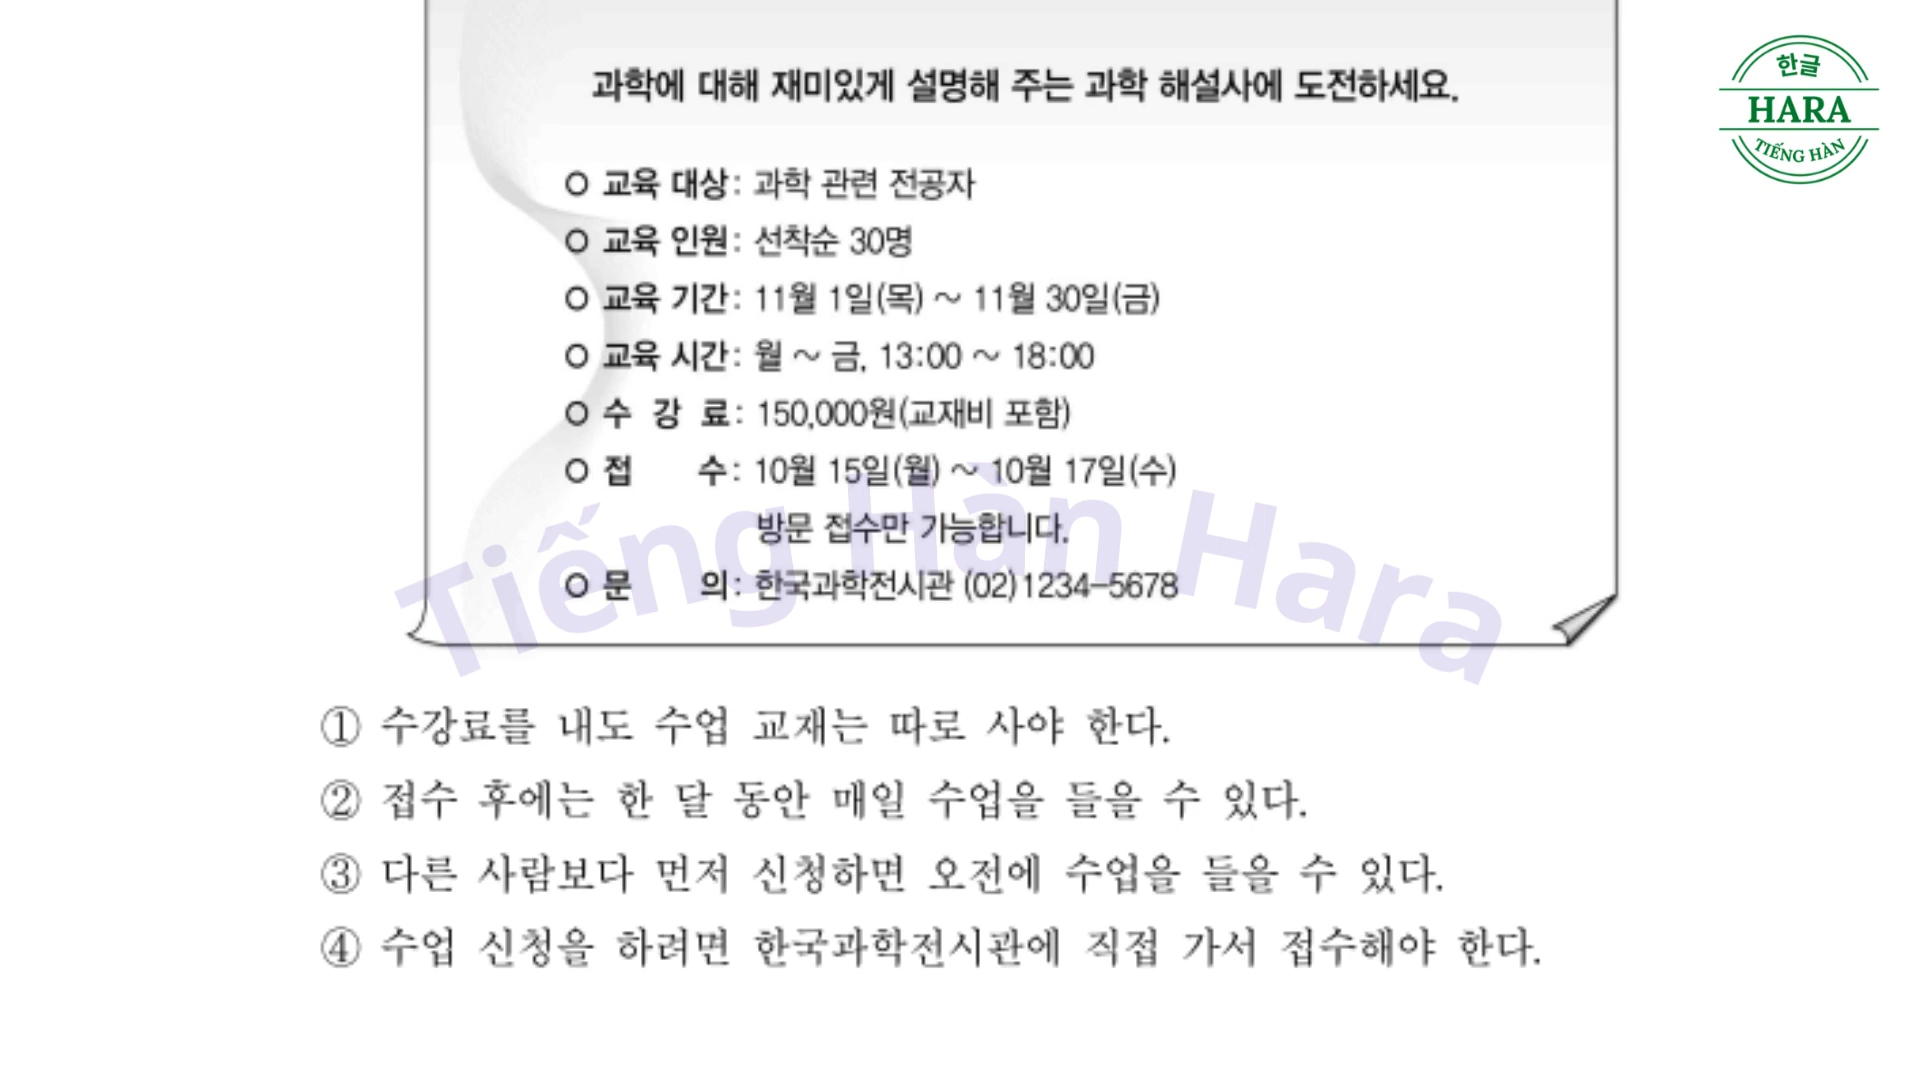 과학에 대해 재미있게 설명해 주는 과학 해설사에 도전하세요.
한글
HARA
TIẾNG HÀN
○ 교육 대상: 과학 관련 전공자
○ 교육 인원: 선착순 30명
○ 교육 기간: 11월 1일(목) ~ 11월 30일(금)
○ 교육 시간: 월 ~ 금, 13:00 ~ 18:00
○ 수 강 료: 150,000원(교재비 포함)
○ 접 수: 10월 15일(월) ~ 10월 17일(수)
방문 접수만 가능합니다.
○ 문 의: 한국과학전시관 (02)1234-5678
Tiếng Hàn Hara
① 수강료를 내도 수업 교재는 따로 사야 한다.
② 접수 후에는 한 달 동안 매일 수업을 들을 수 있다.
③ 다른 사람보다 먼저 신청하면 오전에 수업을 들을 수 있다.
④ 수업 신청을 하려면 한국과학전시관에 직접 가서 접수해야 한다.